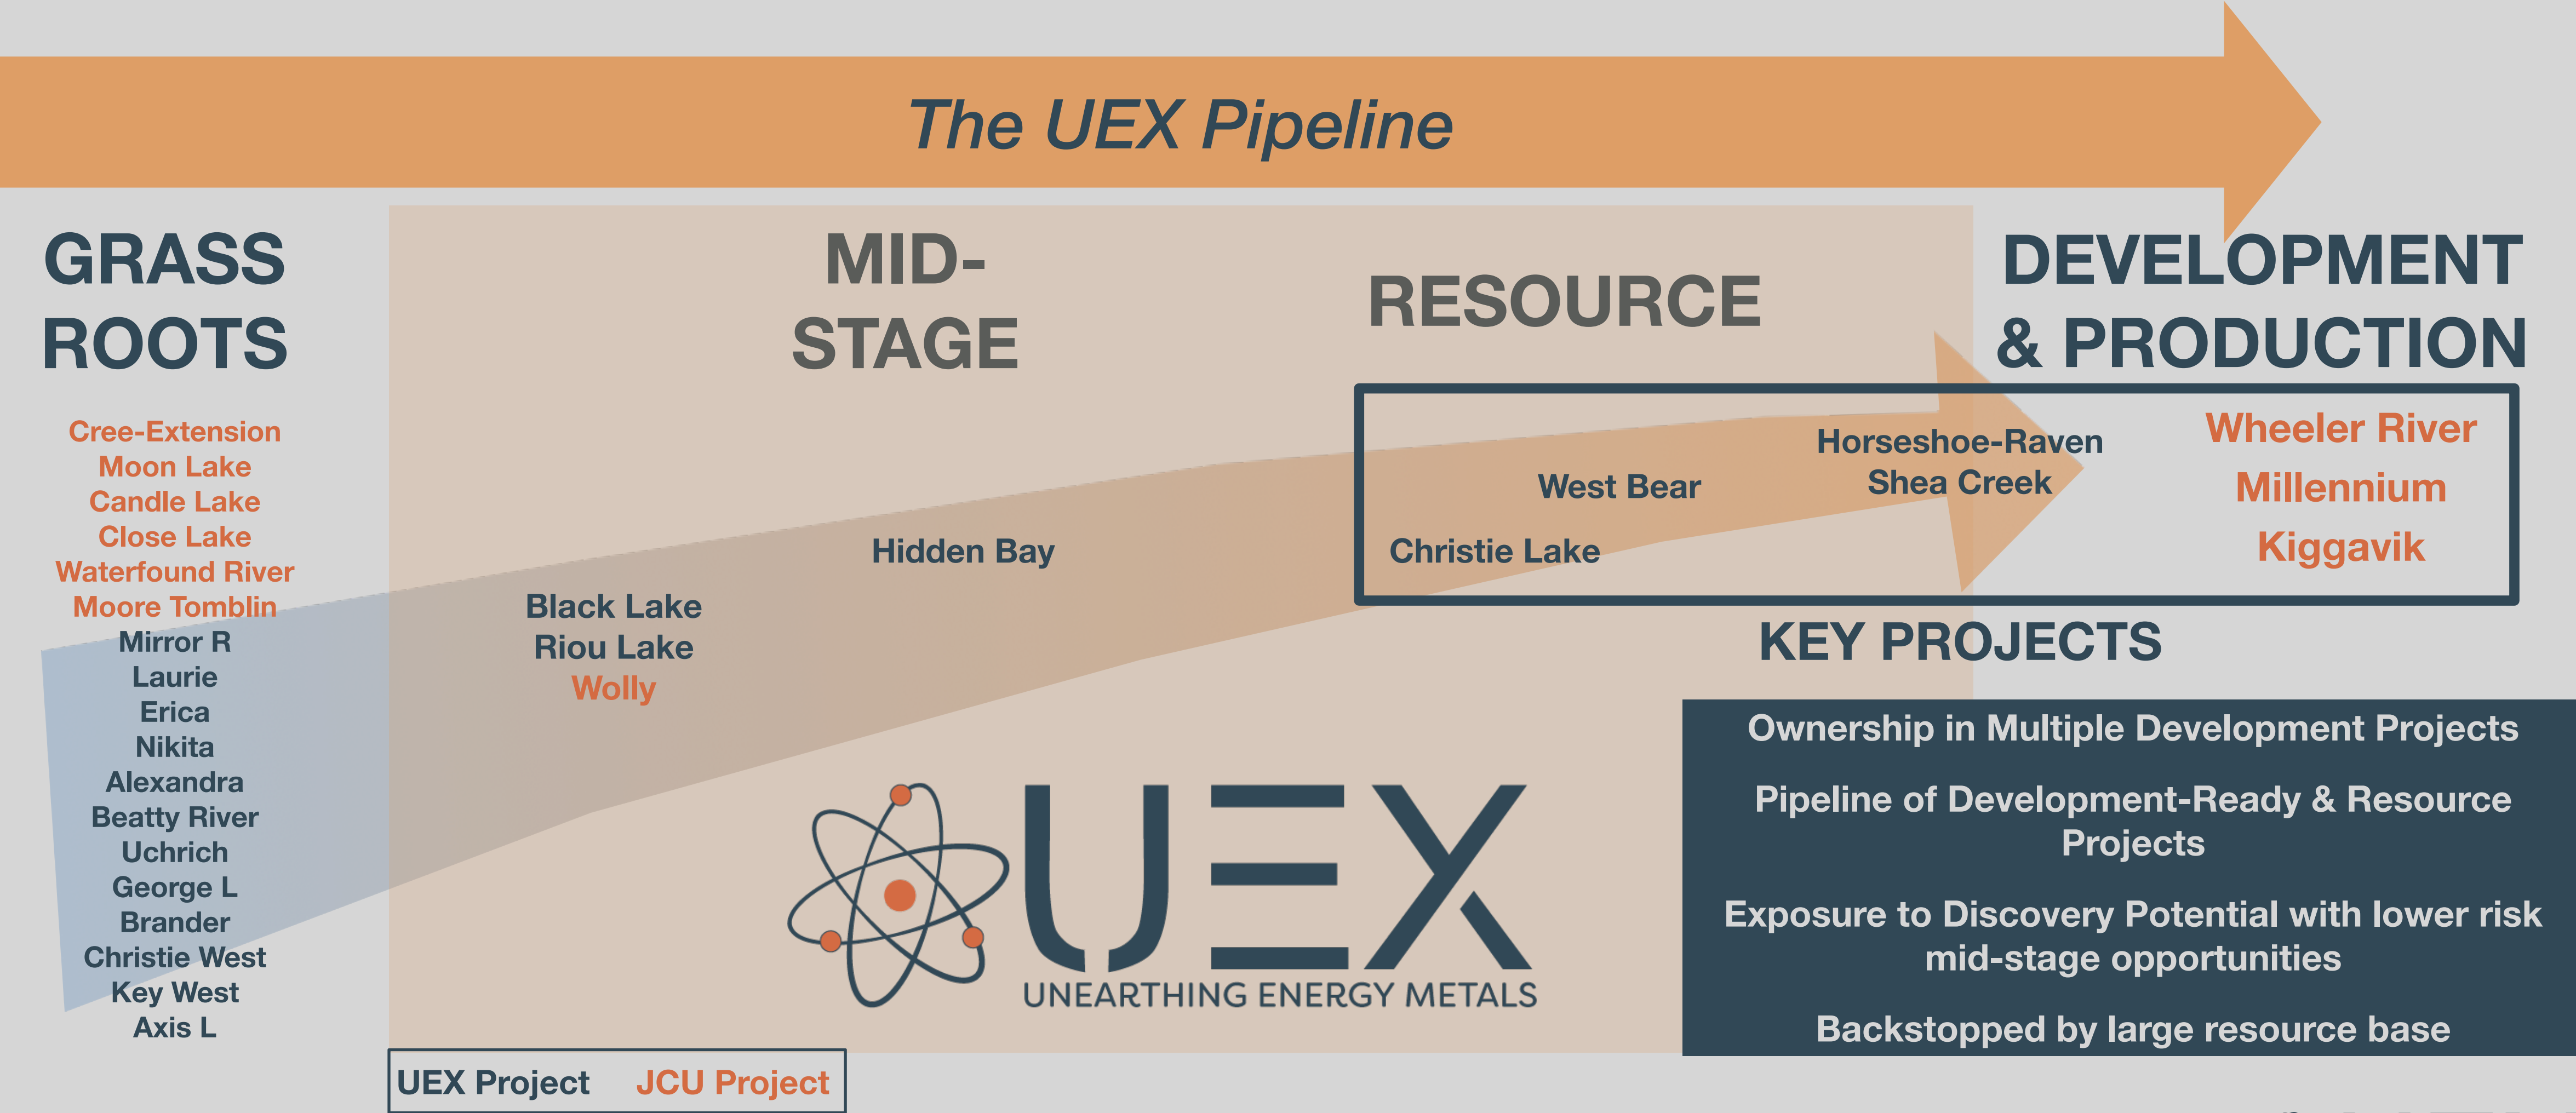 The UEX Pipeline
GRASS
ROOTS
Cree-Extension
Moon Lake
Candle Lake
Close Lake
Waterfound River
Moore Tomblin
Mirror R
Laurie
Erica
Nikita
Alexandra
Beatty River
Uchrich
George L
Brander
Christie West
Key West
Axis L
MID-
STAGE
Black Lake
Riou Lake
Wolly
Hidden Bay
RESOURCE
Christie Lake
West Bear
Horseshoe-Raven
Shea Creek
DEVELOPMENT
& PRODUCTION
Wheeler River
Millennium
Kiggavik
KEY PROJECTS
Ownership in Multiple Development Projects
Pipeline of Development-Ready & Resource
Projects
Exposure to Discovery Potential with lower risk
mid-stage opportunities
Backstopped by large resource base
UEX
UNEARTHING ENERGY METALS
UEX Project JCU Project